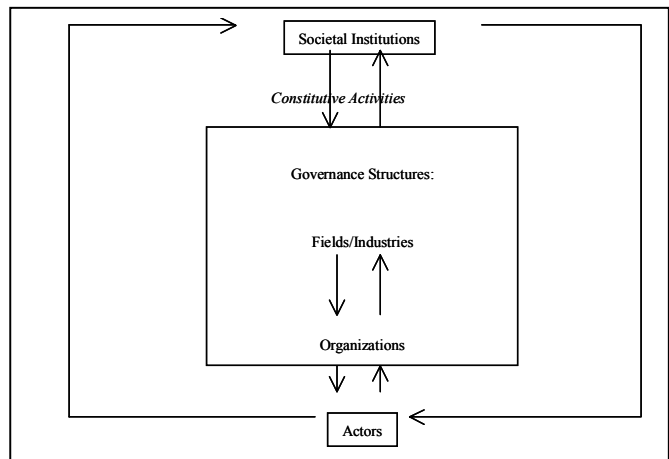 Societal Institutions
Constitutive Activities
Governance Structures:
Fields/Industries
Organizations
Actors